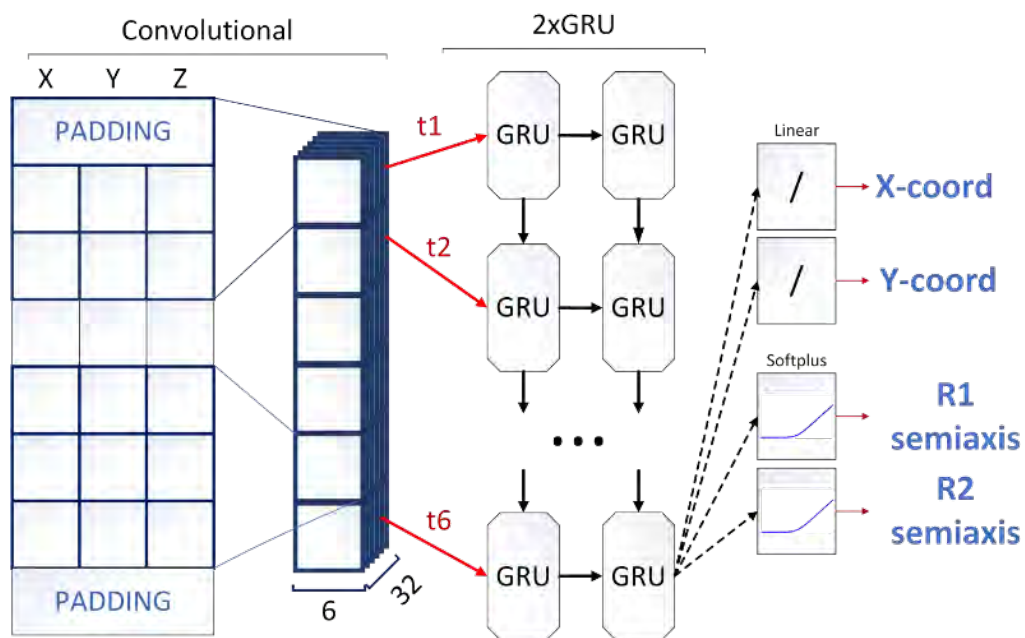 Convolutional
2xGRU
X Y Z
PADDING
t1
GRU
GRU
Linear
X-coord
t2
GRU
GRU
Y-coord
Softplus
R1
semiaxis
...
R2
semiaxis
t6
GRU
GRU
PADDING
6
32